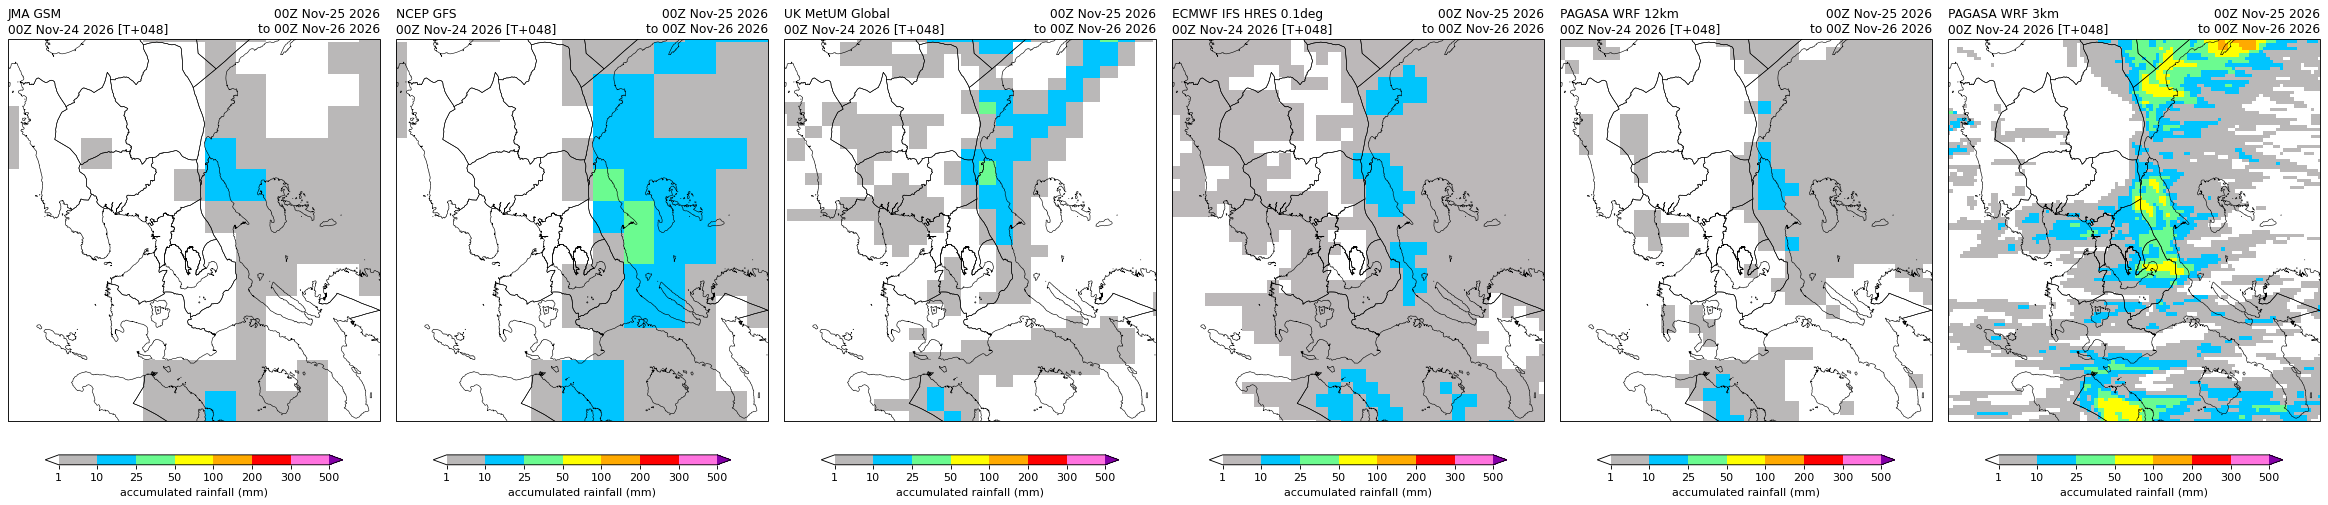 JMA GSM
00Z Nov-24 2026 [T+048]
00Z Nov-25 2026
to 00Z Nov-26 2026
NCEP GFS
00Z Nov-24 2026 [T+048]
00Z Nov-25 2026
to 00Z Nov-26 2026
UK MetUM Global
00Z Nov-24 2026 [T+048]
00Z Nov-25 2026
to 00Z Nov-26 2026
ECMWF IFS HRES 0.1deg
00Z Nov-24 2026 [T+048]
00Z Nov-25 2026
to 00Z Nov-26 2026
PAGASA WRF 12km
00Z Nov-24 2026 [T+048]
00Z Nov-25 2026
to 00Z Nov-26 2026
PAGASA WRF 3km
00Z Nov-24 2026 [T+048]
00Z Nov-25 2026
to 00Z Nov-26 2026
1 10 25 50 100 200 300 500
accumulated rainfall (mm)
1 10 25 50 100 200 300 500
accumulated rainfall (mm)
1 10 25 50 100 200 300 500
accumulated rainfall (mm)
1 10 25 50 100 200 300 500
accumulated rainfall (mm)
1 10 25 50 100 200 300 500
accumulated rainfall (mm)
1 10 25 50 100 200 300 500
accumulated rainfall (mm)